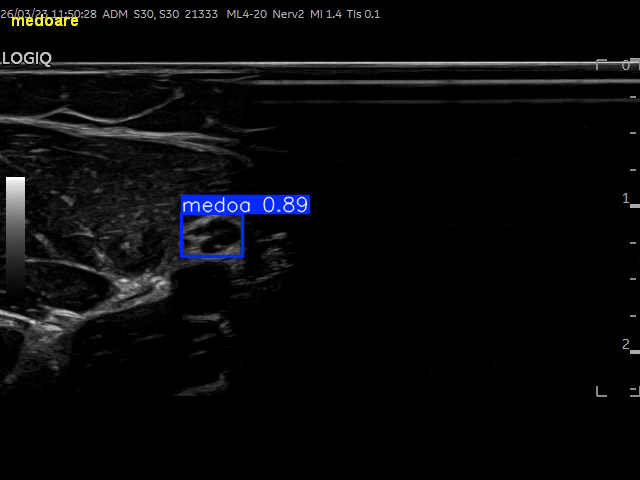 26/03/23 11:50:28 ADM S30, S30 21333 ML4-20 Nerv2 MI 1.4 TIs 0.1
medoare
LOGIQ
0
1
medoa 0.89
2